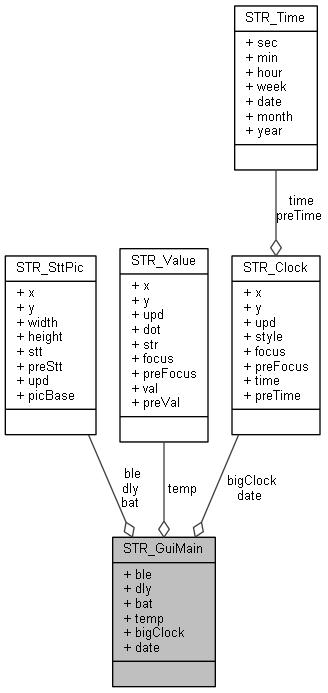 STR_Time
+ sec
+ min
+ hour
+ week
+ date
+ month
+ year
time
preTime
STR_SttPic
+ x
+ y
+ width
+ height
+ stt
+ preStt
+ upd
+ picBase
STR_Value
+ x
+ y
+ upd
+ dot
+ str
+ focus
+ preFocus
+ val
+ preVal
STR_Clock
+ x
+ y
+ upd
+ style
+ focus
+ preFocus
+ time
+ preTime
ble
dly
bat
temp
bigClock
date
STR_GuiMain
+ ble
+ dly
+ bat
+ temp
+ bigClock
+ date